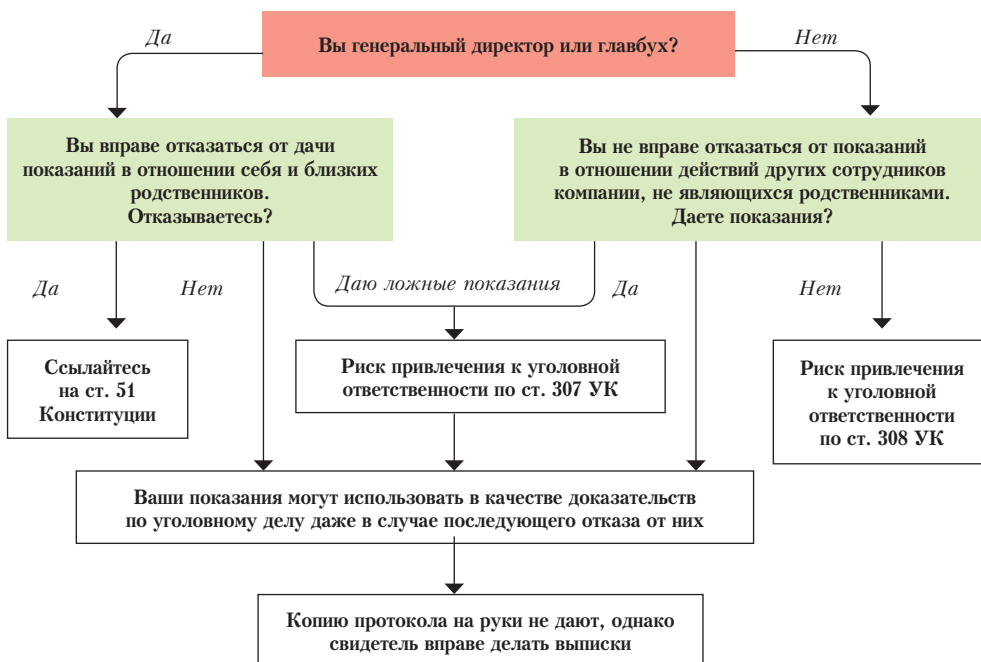 Да
Вы генеральный директор или главбух?
Нет
Вы вправе отказаться от дачи
показаний в отношении себя и близких
родственников.
Отказываетесь?
Вы не вправе отказаться от показаний
в отношении действий других сотрудников
компании, не являющихся родственниками.
Даете показания?
Да
Нет
Даю ложные показания
Да
Нет
Ссылайтесь
на ст. 51
Конституции
Риск привлечения к уголовной
ответственности по ст. 307 УК
Риск привлечения
к уголовной
ответственности
по ст. 308 УК
Ваши показания могут использовать в качестве доказательств
по уголовному делу даже в случае последующего отказа от них
Копию протокола на руки не дают, однако
свидетель вправе делать выписки